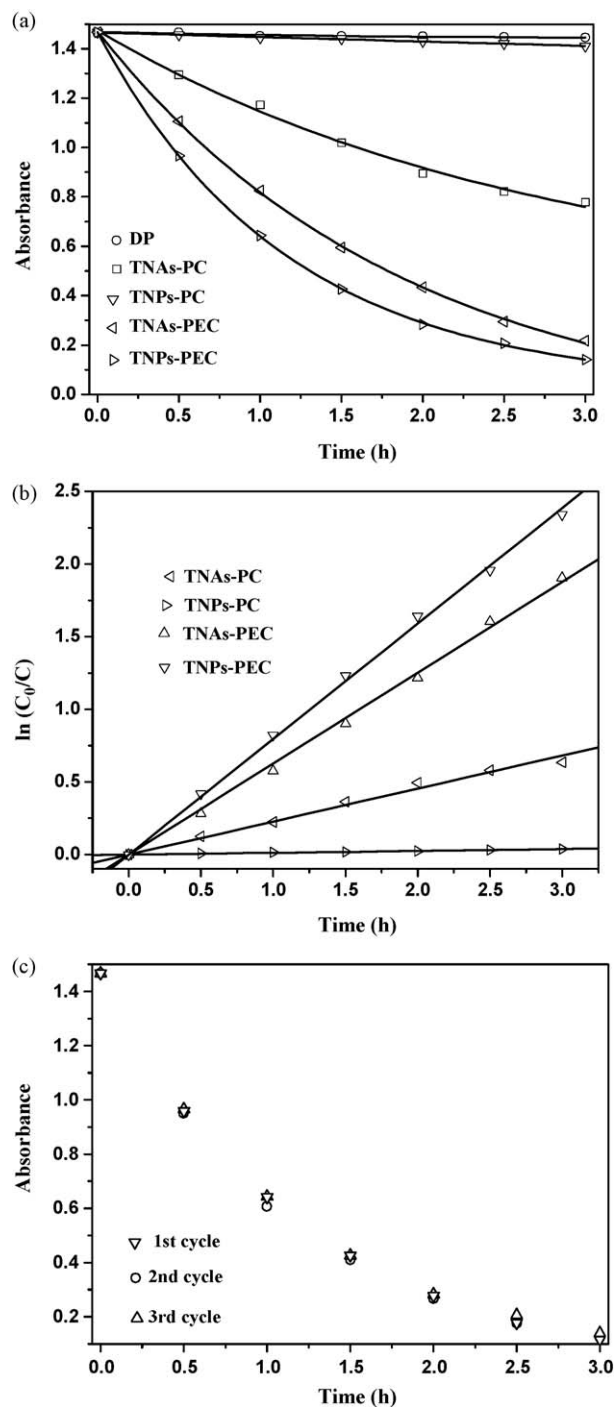 (a)
1.4
1.2
1.0
0.8
0.6
0.4
0.2
0.0
Absorbance
DP
TNAs-PC
TNPs-PC
TNAs-PEC
TNPs-PEC
0.0 0.5 1.0 1.5 2.0 2.5 3.0
Time (h)
(b)
2.5
2.0
1.5
1.0
0.5
0.0
ln (C₀/C)
TNAs-PC
TNPs-PC
TNAs-PEC
TNPs-PEC
0.0 0.5 1.0 1.5 2.0 2.5 3.0
Time (h)
(c)
1.4
1.2
1.0
0.8
0.6
0.4
0.2
Absorbance
1st cycle
2nd cycle
3rd cycle
0.0 0.5 1.0 1.5 2.0 2.5 3.0
Time (h)